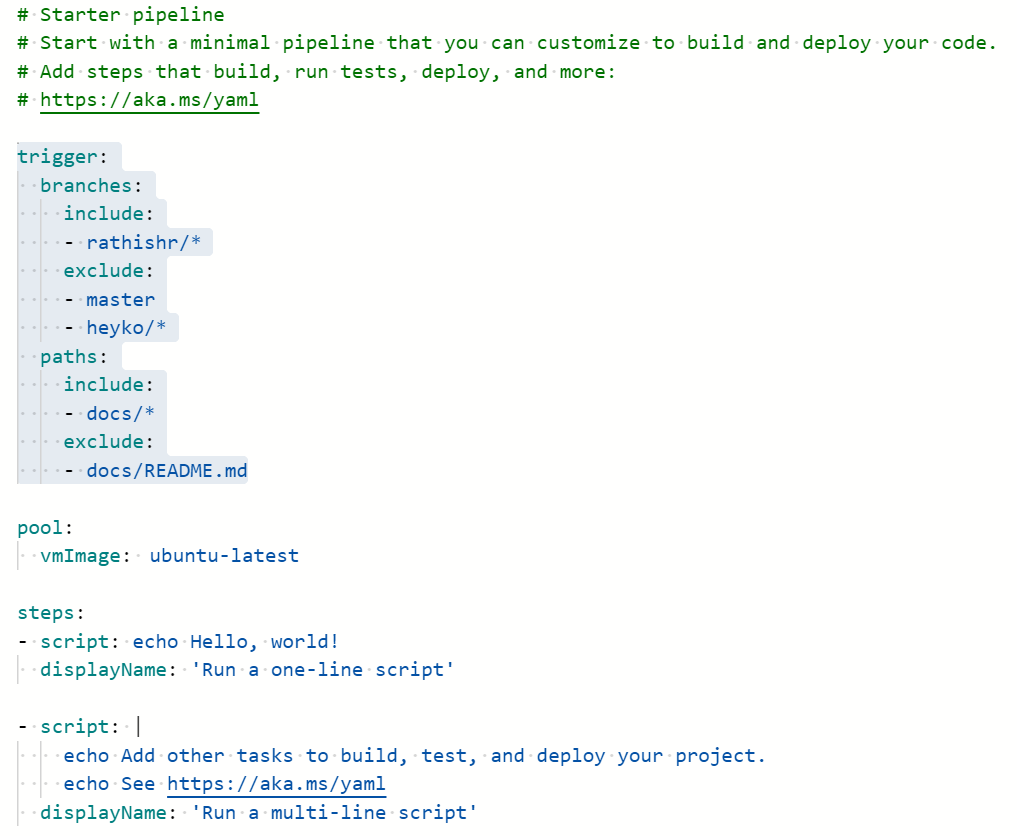 # Starter pipeline
# Start with a minimal pipeline that you can customize to build and deploy your code.
# Add steps that build, run tests, deploy, and more:
# https://aka.ms/yaml

trigger:
  branches:
    include:
    - rathishr/*
    exclude:
    - master
    - heyko/*
  paths:
    include:
    - docs/*
    exclude:
    - docs/README.md

pool:
  vmImage: ubuntu-latest

steps:
- script: echo Hello, world!
  displayName: 'Run a one-line script'

- script: |
    echo Add other tasks to build, test, and deploy your project.
    echo See https://aka.ms/yaml
  displayName: 'Run a multi-line script'